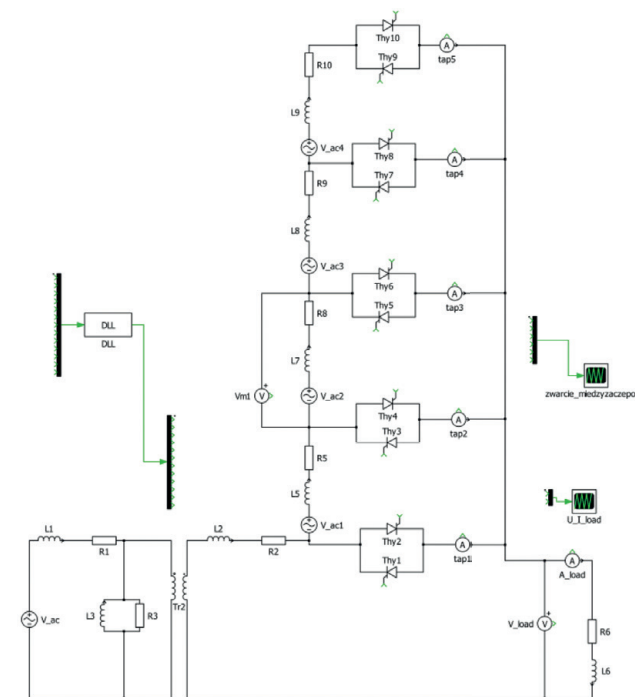 Thy10
Thy9
tap5
R10
L9
V_ac4
Thy8
Thy7
tap4
R9
L8
V_ac3
Thy6
Thy5
tap3
R8
L7
Vm1
V_ac2
Thy4
Thy3
tap2
R5
L5
V_ac1
Thy2
Thy1
tap1
DLL
DLL
zwarcie_miedzyzaczepo
U_I_load
L1
R1
L2
R2
L3
R3
Tr2
V_ac
A_load
V_load
R6
L6
A
A
A
A
A
A
V
V